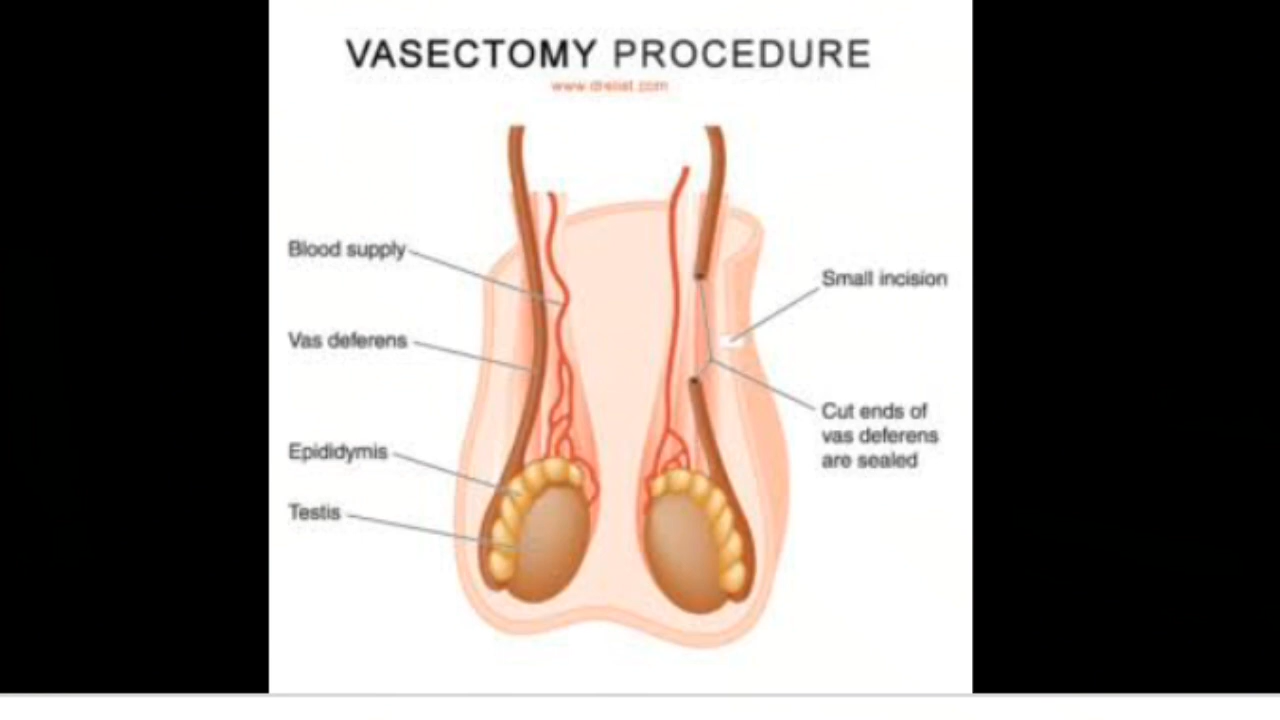 VASECTOMY PROCEDURE
Blood supply
Vas deferens
Epididymis
Testis
Small incision
Cut ends of
vas deferens
are sealed